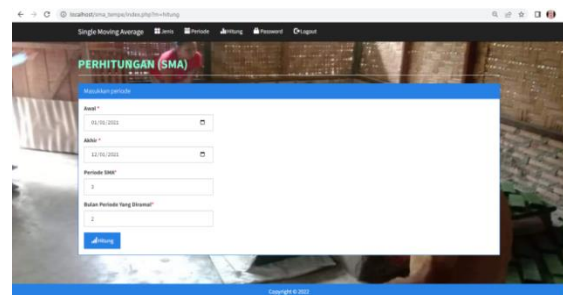 localhost/sma_tempe/index.php?m=hitung
Single Moving Average Jenis Periode Hitung Password Logout
PERHITUNGAN (SMA)
Masukkan periode
Awal *
01/01/2021
Akhir *
12/01/2021
Periode SMA*
3
Bulan Periode Yang Diramal*
2
Hitung
Copyright © 2022